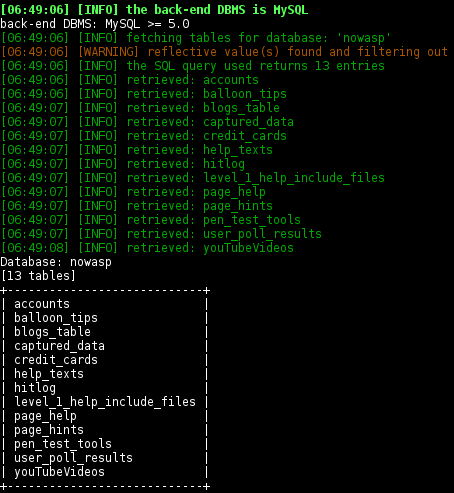 [06:49:06] [INFO] the back-end DBMS is MySQL
back-end DBMS: MySQL >= 5.0
[06:49:06] [INFO] fetching tables for database: 'nowasp'
[06:49:06] [WARNING] reflective value(s) found and filtering out
[06:49:06] [INFO] the SQL query used returns 13 entries
[06:49:06] [INFO] retrieved: accounts
[06:49:06] [INFO] retrieved: balloon_tips
[06:49:07] [INFO] retrieved: blogs_table
[06:49:07] [INFO] retrieved: captured_data
[06:49:07] [INFO] retrieved: credit_cards
[06:49:07] [INFO] retrieved: help_texts
[06:49:07] [INFO] retrieved: hitlog
[06:49:07] [INFO] retrieved: level_1_help_include_files
[06:49:07] [INFO] retrieved: page_help
[06:49:07] [INFO] retrieved: page_hints
[06:49:07] [INFO] retrieved: pen_test_tools
[06:49:07] [INFO] retrieved: user_poll_results
[06:49:08] [INFO] retrieved: youTubeVideos
Database: nowasp
[13 tables]
+----------------------------+
| accounts                   |
| balloon_tips               |
| blogs_table                |
| captured_data              |
| credit_cards               |
| help_texts                 |
| hitlog                     |
| level_1_help_include_files |
| page_help                  |
| page_hints                 |
| pen_test_tools             |
| user_poll_results          |
| youTubeVideos              |
+----------------------------+